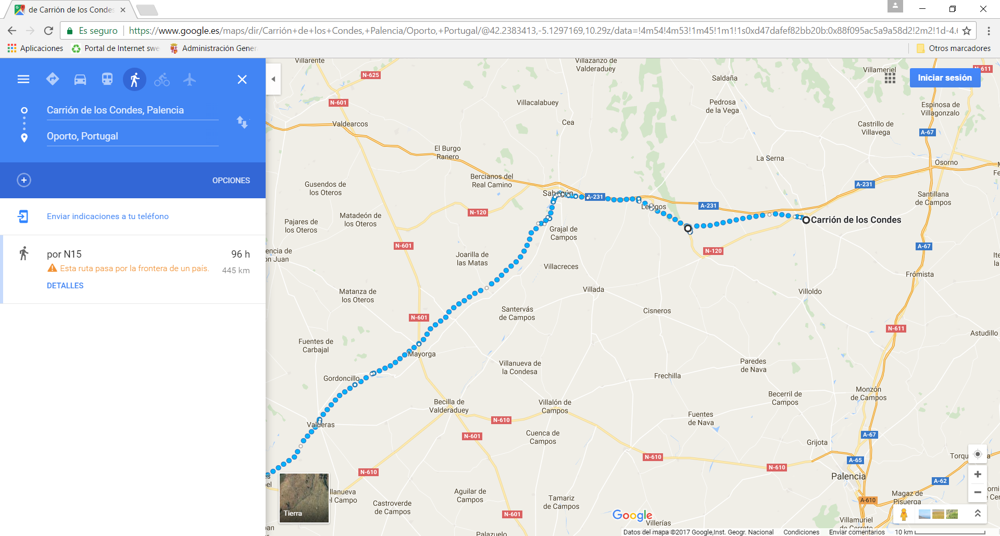 de Carrión de los Condes
Es seguro
https://www.google.es/maps/dir/Carrión+de+los+Condes,+Palencia/Oporto,+Portugal/@42.2383413,-5.1297169,10.29z/data=!4m54!4m53!1m45!1m1!1s0xd47dafef82bb20b:0x88f095ac5a9a58d2!2m2!1d-4.6
Aplicaciones
Portal de Internet swe
Administración Gener
Otros marcadores
Carrión de los Condes, Palencia
Oporto, Portugal
OPCIONES
Enviar indicaciones a tu teléfono
por N15
96 h
Esta ruta pasa por la frontera de un país.
445 km
DETALLES
Iniciar sesión
Villarente
Villazanzo de
Valderaduey
Villameriel
N-611
N-625
Saldaña
N-601
Villacalabuey
Pedrosa
de la Vega
Espinosa de
Villagonzalo
Valdearcos
Cea
Castrillo de
Villavega
A-67
El Burgo
Ranero
La Serna
Osorno
Bercianos del
Real Camino
Gusendos de
los Oteros
A-231
Sahagún
A-231
Ledigos
A-231
Santillana
de Campos
N-120
Matadeón de
los Oteros
Carrión de los Condes
Pajares de
los Oteros
Grajal de
Campos
N-601
N-120
A-67
encia de
on Juan
Joarilla de
las Matas
Villacreces
Frómista
Matanza de
los Oteros
Villada
Villoldo
N-601
Santervás
de Campos
Cisneros
N-611
Astudillo
Fuentes de
Carbajal
Mayorga
Villanueva de
la Condesa
Paredes
de Nava
Gordoncillo
Frechilla
Monzón
de Campos
Becerril de
Campos
Becilla de
Valderaduey
Villalón de
Campos
N-610
Fuentes
de Nava
Valderas
N-601
Cuenca de
Campos
A-67
Grijota
N-610
A-65
Torqu
N-610
N-610
Palencia
A-62
llanueva
l Campo
Aguilar de
Campos
Castroverde
de Campos
Tamariz
de Campos
A-610
Magaz de
Pisuerga
N-601
Tierra
Google
Villerías
Villamuriel
de Cerrato
Palazuelo
Datos del mapa ©2017 Google,Inst. Geogr. Nacional
Condiciones
Enviar comentarios
10 km